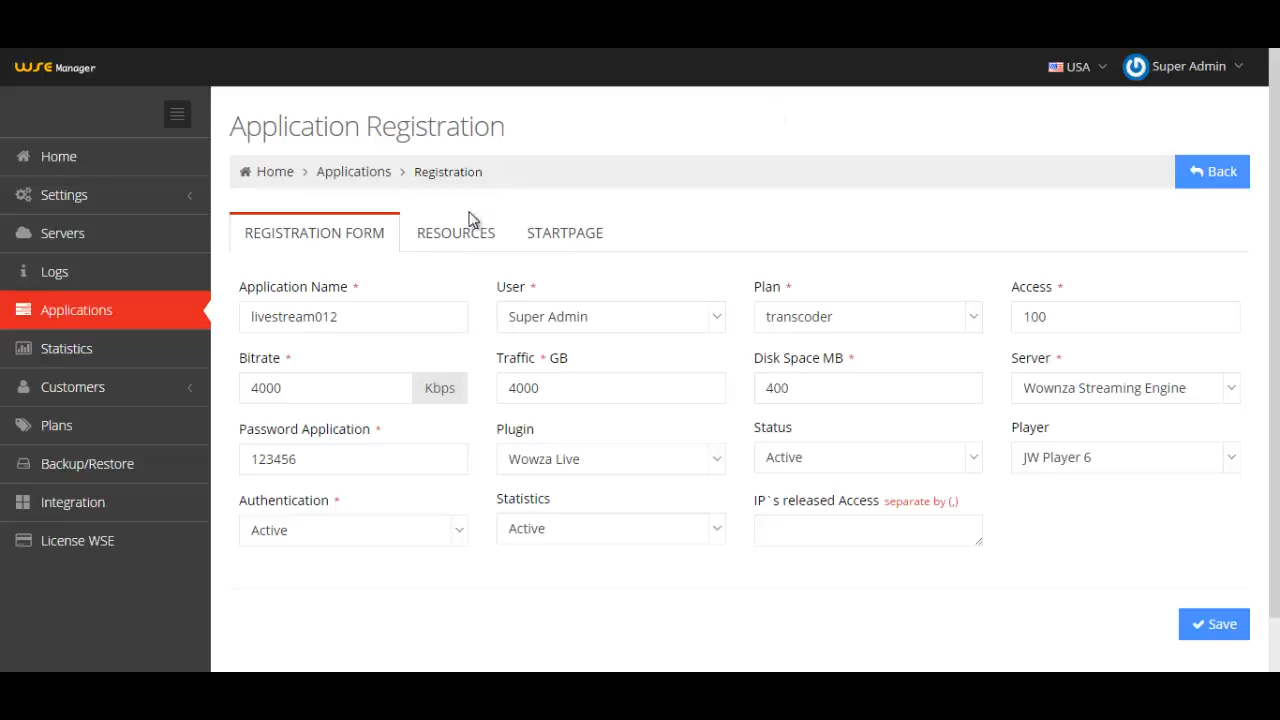 WSE Manager
USA
Super Admin
Home
Settings
Servers
Logs
Applications
Statistics
Customers
Plans
Backup/Restore
Integration
License WSE
Application Registration
Home > Applications > Registration
Back
REGISTRATION FORM
RESOURCES
STARTPAGE
Application Name *
User *
Plan *
Access *
livestream012
Super Admin
transcoder
100
Bitrate *
Traffic * GB
Disk Space MB *
Server *
4000 Kbps
4000
400
Wownza Streaming Engine
Password Application *
Plugin
Status
Player
123456
Wowza Live
Active
JW Player 6
Authentication *
Statistics
IP`s released Access separate by (,)
Active
Active
Save